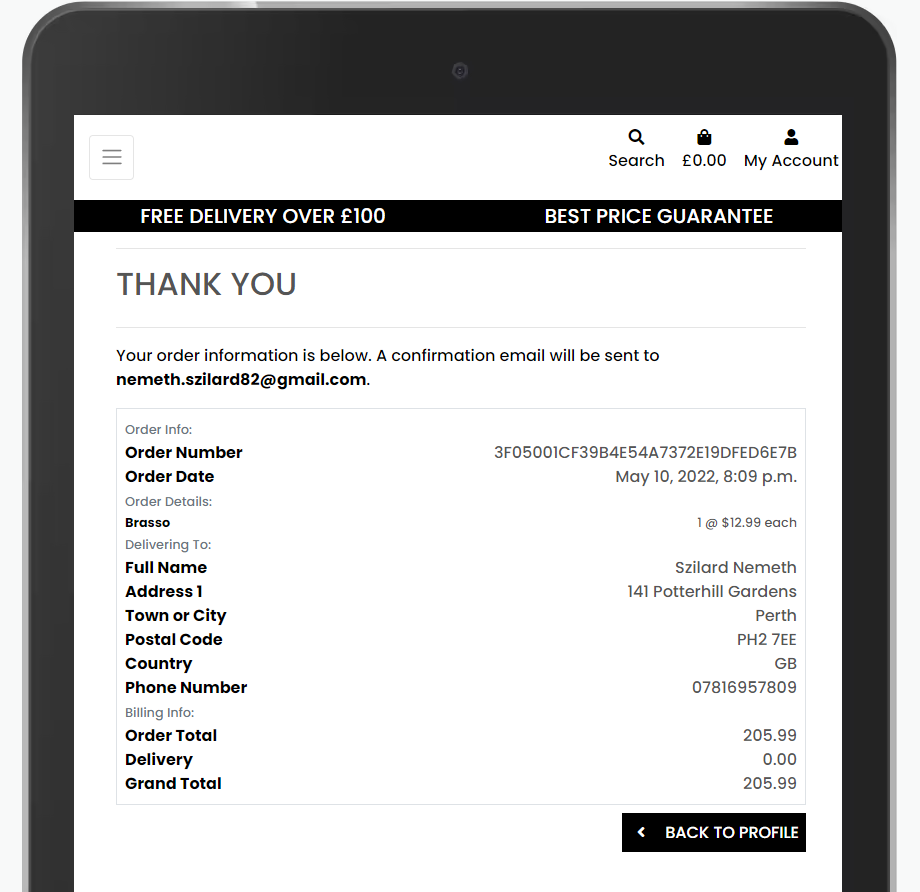 Search £0.00 My Account
FREE DELIVERY OVER £100 BEST PRICE GUARANTEE
THANK YOU
Your order information is below. A confirmation email will be sent to
nemeth.szilard82@gmail.com.
Order Info:
Order Number 3F05001CF39B4E54A7372E19DFED6E7B
Order Date May 10, 2022, 8:09 p.m.
Order Details:
Brasso 1 @ $12.99 each
Delivering To:
Full Name Szilard Nemeth
Address 1 141 Potterhill Gardens
Town or City Perth
Postal Code PH2 7EE
Country GB
Phone Number 07816957809
Billing Info:
Order Total 205.99
Delivery 0.00
Grand Total 205.99
BACK TO PROFILE